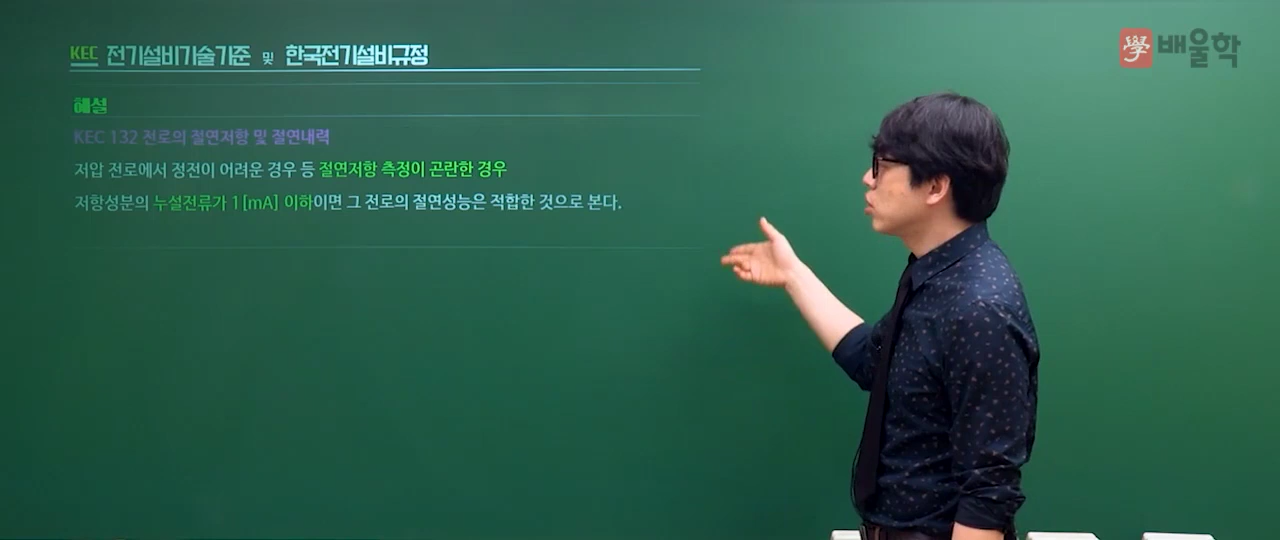 KEC 전기설비기술기준 및 한국전기설비규정
學 배울학
해설
KEC 132 전로의 절연저항 및 절연내력
저압 전로에서 정전이 어려운 경우 등 절연저항 측정이 곤란한 경우
저항성분의 누설전류가 1[mA] 이하이면 그 전로의 절연성능은 적합한 것으로 본다.